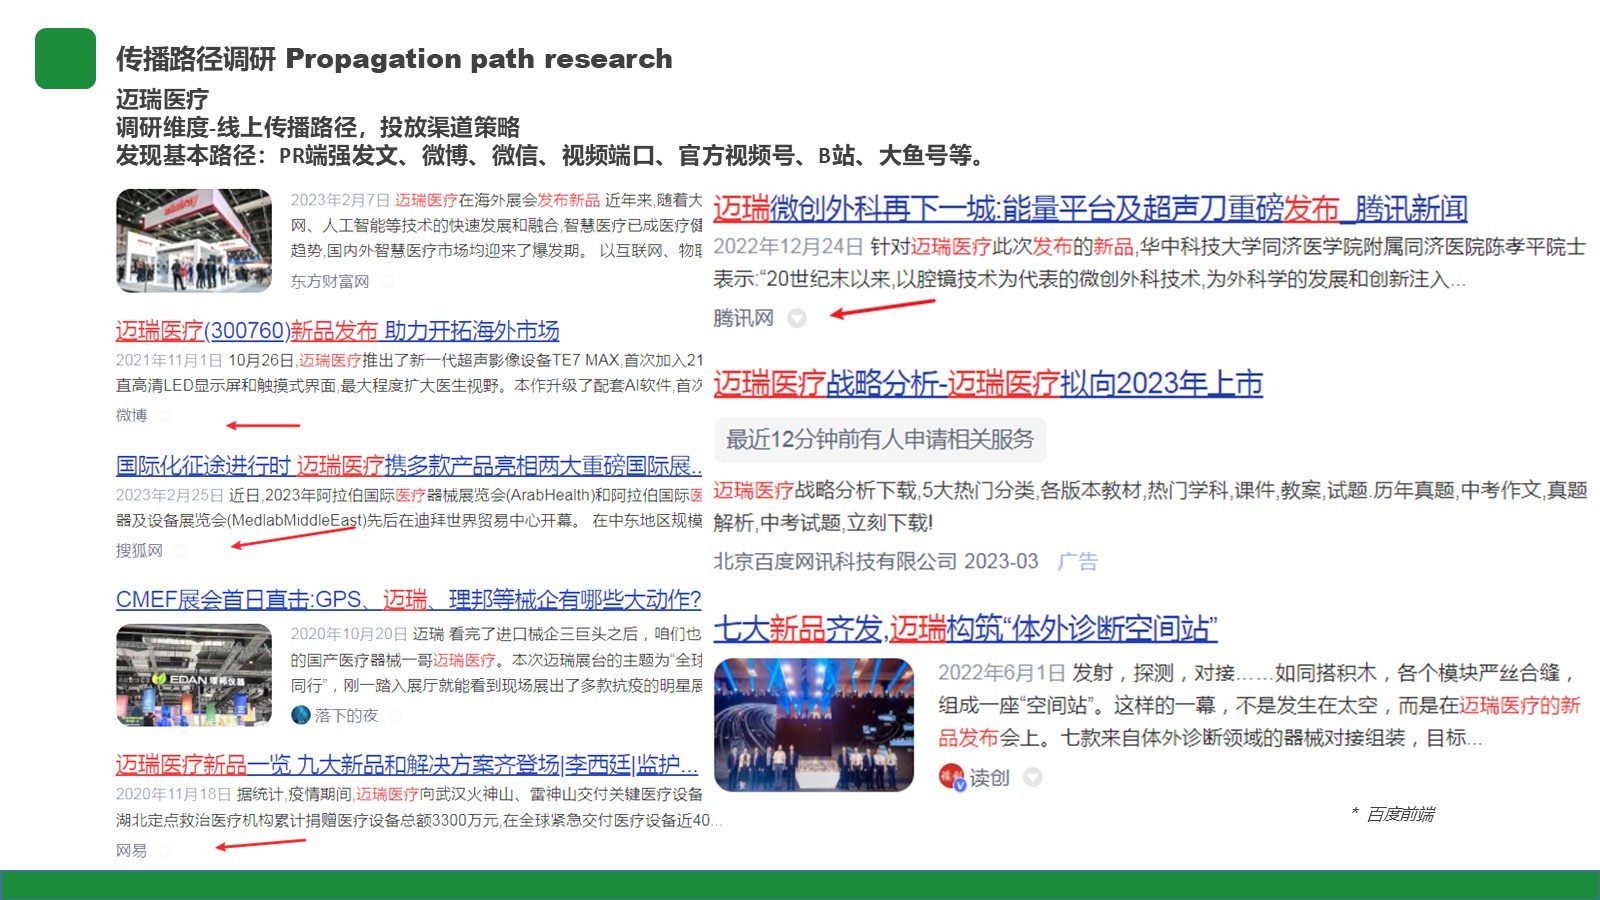 传播路径调研 Propagation path research
迈瑞医疗
调研维度-线上传播路径，投放渠道策略
发现基本路径：PR端强发文、微博、微信、视频端口、官方视频号、B站、大鱼号等。
2023年2月7日 迈瑞医疗在海外展会发布新品 近年来,随着大
网、人工智能等技术的快速发展和融合,智慧医疗已成医疗健
趋势,国内外智慧医疗市场均迎来了爆发期。 以互联网、物联
东方财富网
迈瑞医疗(300760)新品发布 助力开拓海外市场
2021年11月1日 10月26日,迈瑞医疗推出了新一代超声影像设备TE7 MAX,首次加入21
直高清LED显示屏和触摸式界面,最大程度扩大医生视野。本作升级了配套AI软件,首次
微博
国际化征途进行时 迈瑞医疗携多款产品亮相两大重磅国际展...
2023年2月25日 近日,2023年阿拉伯国际医疗器械展览会(ArabHealth)和阿拉伯国际医
器及设备展览会(MedlabMiddleEast)先后在迪拜世界贸易中心开幕。 在中东地区规模
搜狐网
CMEF展会首日直击:GPS、迈瑞、理邦等械企有哪些大动作?
EDAN 理邦仪器
2020年10月20日 迈瑞 看完了进口械企三巨头之后，咱们也
的国产医疗器械一哥迈瑞医疗。本次迈瑞展台的主题为“全球
同行”，刚一踏入展厅就能看到现场展出了多款抗疫的明星展
落下的夜
迈瑞医疗新品一览 九大新品和解决方案齐登场|李西廷|监护...
2020年11月18日 据统计,疫情期间,迈瑞医疗向武汉火神山、雷神山交付关键医疗设备
湖北定点救治医疗机构累计捐赠医疗设备总额3300万元,在全球紧急交付医疗设备近40...
网易
迈瑞微创外科再下一城:能量平台及超声刀重磅发布_腾讯新闻
2022年12月24日 针对迈瑞医疗此次发布的新品,华中科技大学同济医学院附属同济医院陈孝平院士
表示:“20世纪末以来,以腔镜技术为代表的微创外科技术,为外科学的发展和创新注入...
腾讯网
迈瑞医疗战略分析-迈瑞医疗拟向2023年上市
最近12分钟前有人申请相关服务
迈瑞医疗战略分析下载,5大热门分类,各版本教材,热门学科,课件,教案,试题.历年真题,中考作文,真题
解析,中考试题,立刻下载!
北京百度网讯科技有限公司 2023-03 广告
七大新品齐发,迈瑞构筑“体外诊断空间站”
2022年6月1日 发射，探测，对接……如同搭积木，各个模块严丝合缝，
组成一座“空间站”。这样的一幕，不是发生在太空，而是在迈瑞医疗的新
品发布会上。七款来自体外诊断领域的器械对接组装，目标...
读创
* 百度前端